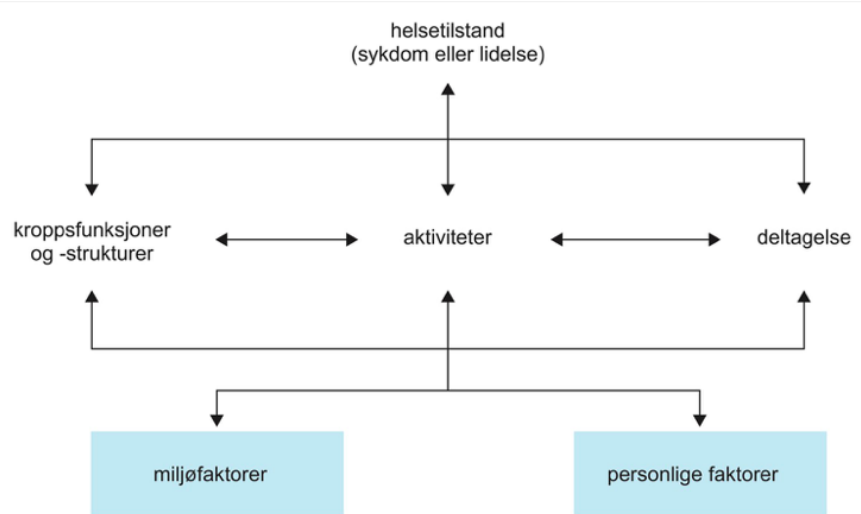 helsetilstand
(sykdom eller lidelse)
kroppsfunksjoner
og -strukturer
aktiviteter
deltagelse
miljøfaktorer
personlige faktorer